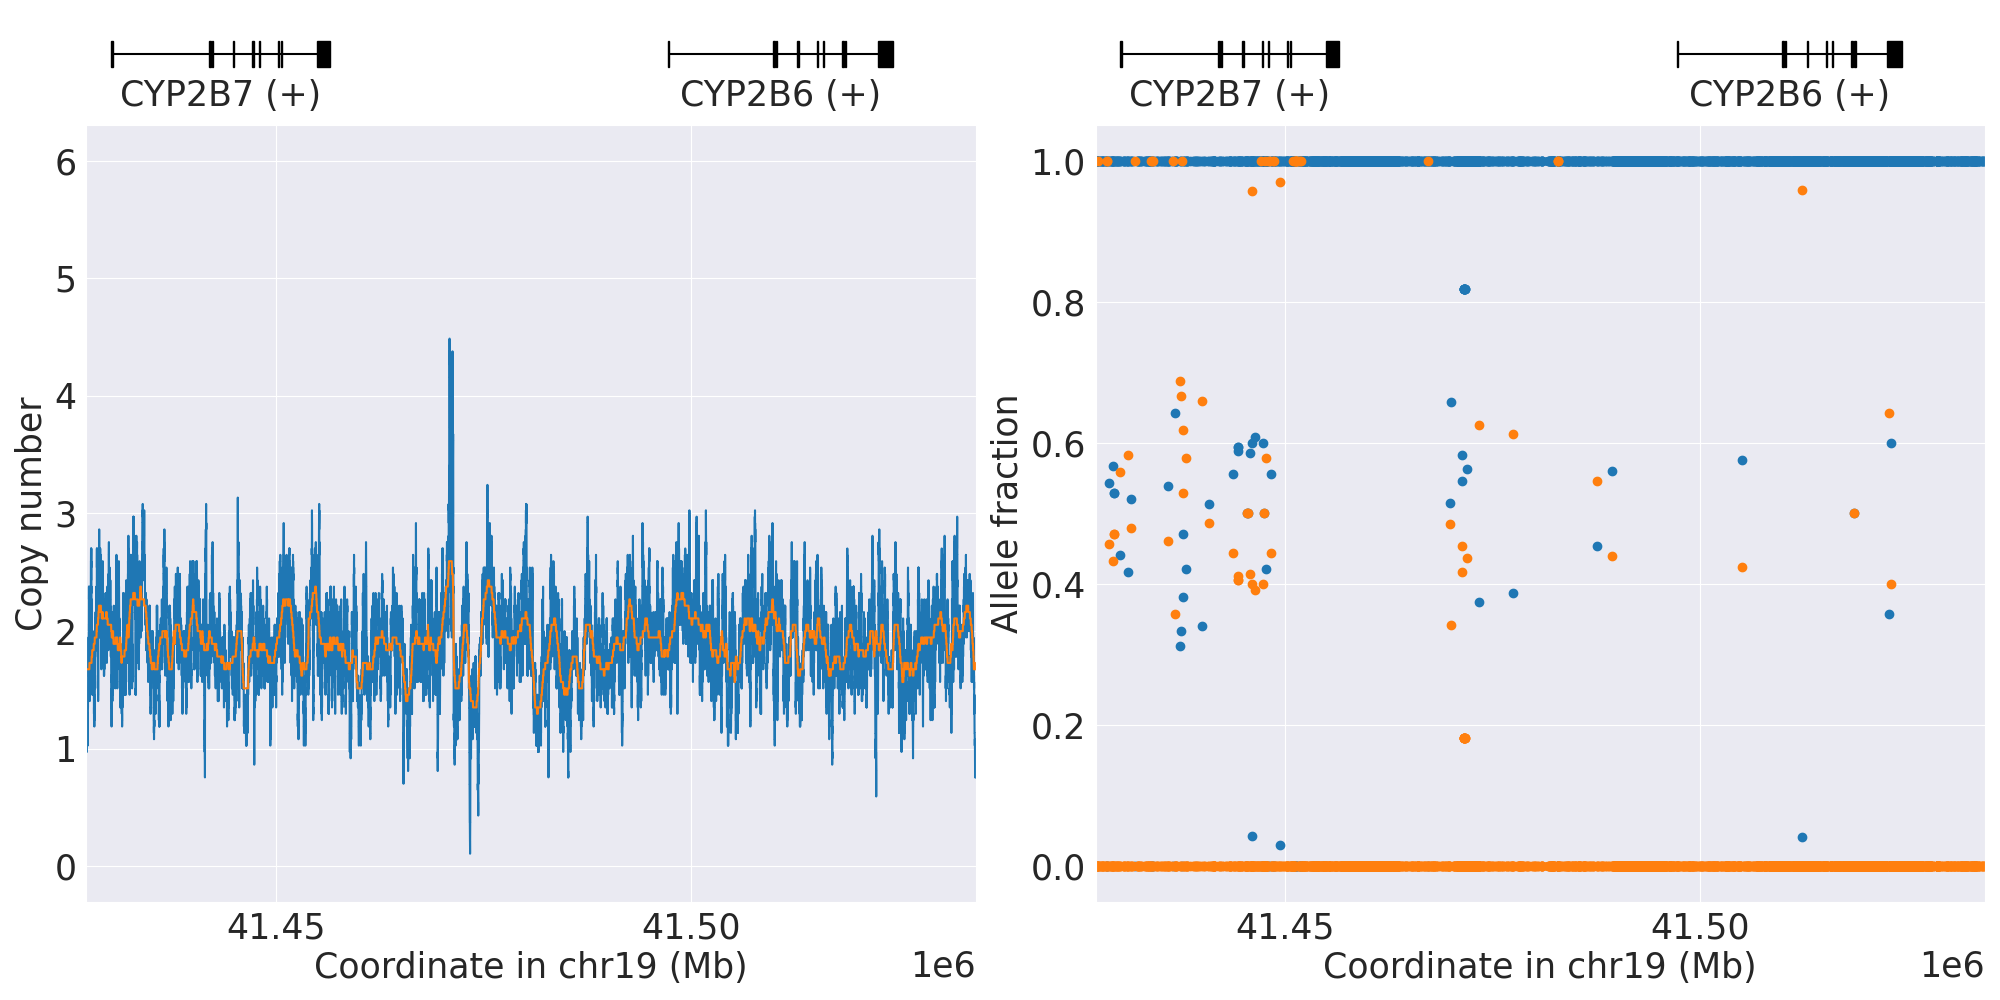 CYP2B7 (+)
CYP2B6 (+)
6
5
4
3
2
1
0
Copy number
41.45
41.50
Coordinate in chr19 (Mb)
1e6
CYP2B7 (+)
CYP2B6 (+)
1.0
0.8
0.6
0.4
0.2
0.0
Allele fraction
41.45
41.50
Coordinate in chr19 (Mb)
1e6